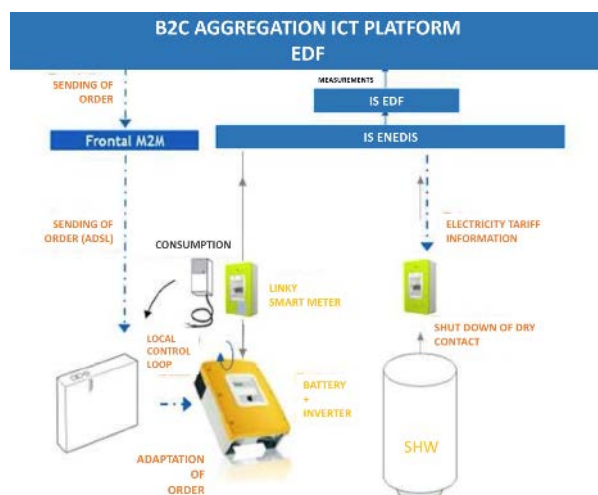 B2C AGGREGATION ICT PLATFORM
EDF
SENDING OF
ORDER
MEASUREMENTS
IS EDF
Frontal M2M
IS ENEDIS
SENDING OF
ORDER (ADSL)
CONSUMPTION
ELECTRICITY TARIFF
INFORMATION
LINKY
SMART METER
LOCAL
CONTROL
LOOP
SHUT DOWN OF DRY
CONTACT
BATTERY
+
INVERTER
SHW
ADAPTATION
OF
ORDER